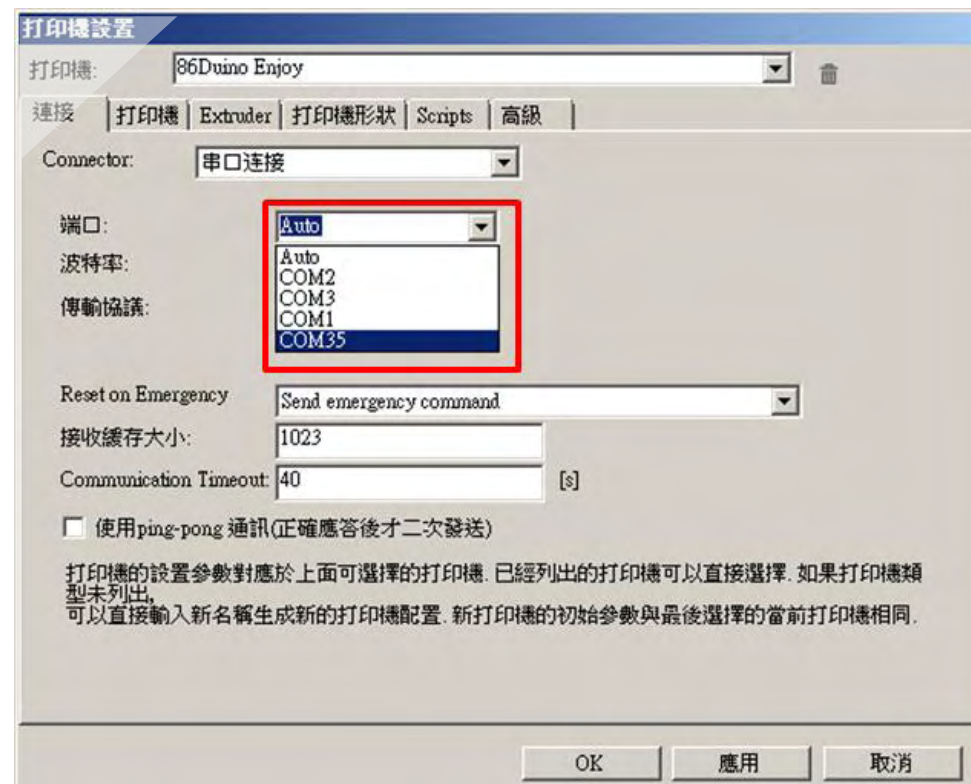 打印機設置
打印機: 86Duino Enjoy
連接 打印機 Extruder 打印機形狀 Scripts 高級
Connector: 串口连接
端口: Auto
波特率:
傳輸協議:
Auto
COM2
COM3
COM1
COM35
Reset on Emergency Send emergency command
接收緩存大小: 1023
Communication Timeout: 40 [s]
使用ping-pong 通訊(正確應答後才二次發送)
打印機的設置參數對應於上面可選擇的打印機. 已經列出的打印機可以直接選擇. 如果打印機類
型未列出,
可以直接輸入新名稱生成新的打印機配置. 新打印機的初始參數與最後選擇的當前打印機相同.
OK 應用 取消